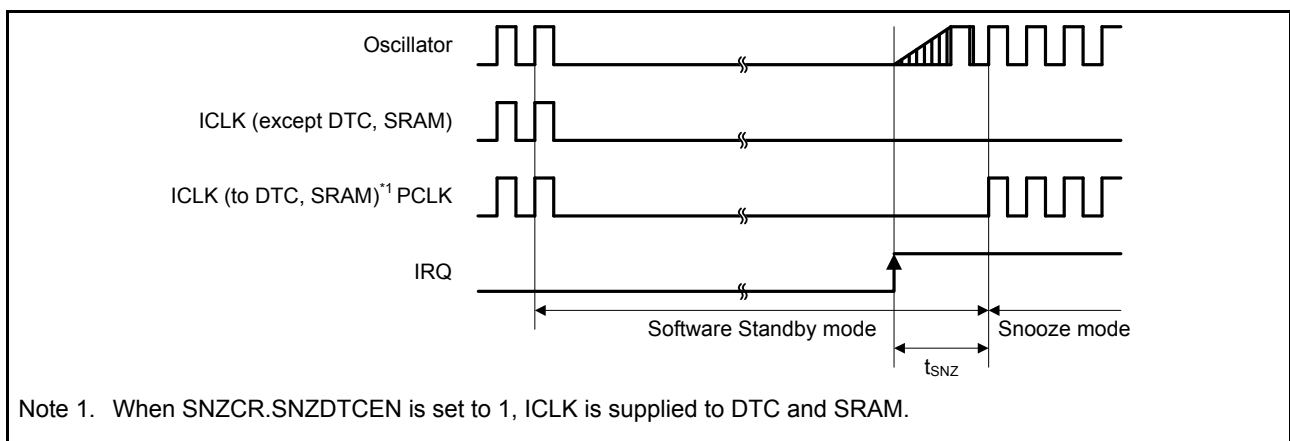 Oscillator
ICLK (except DTC, SRAM)
ICLK (to DTC, SRAM)*1 PCLK
IRQ
Software Standby mode
Snooze mode
tSNZ
Note 1. When SNZCR.SNZDTCEN is set to 1, ICLK is supplied to DTC and SRAM.